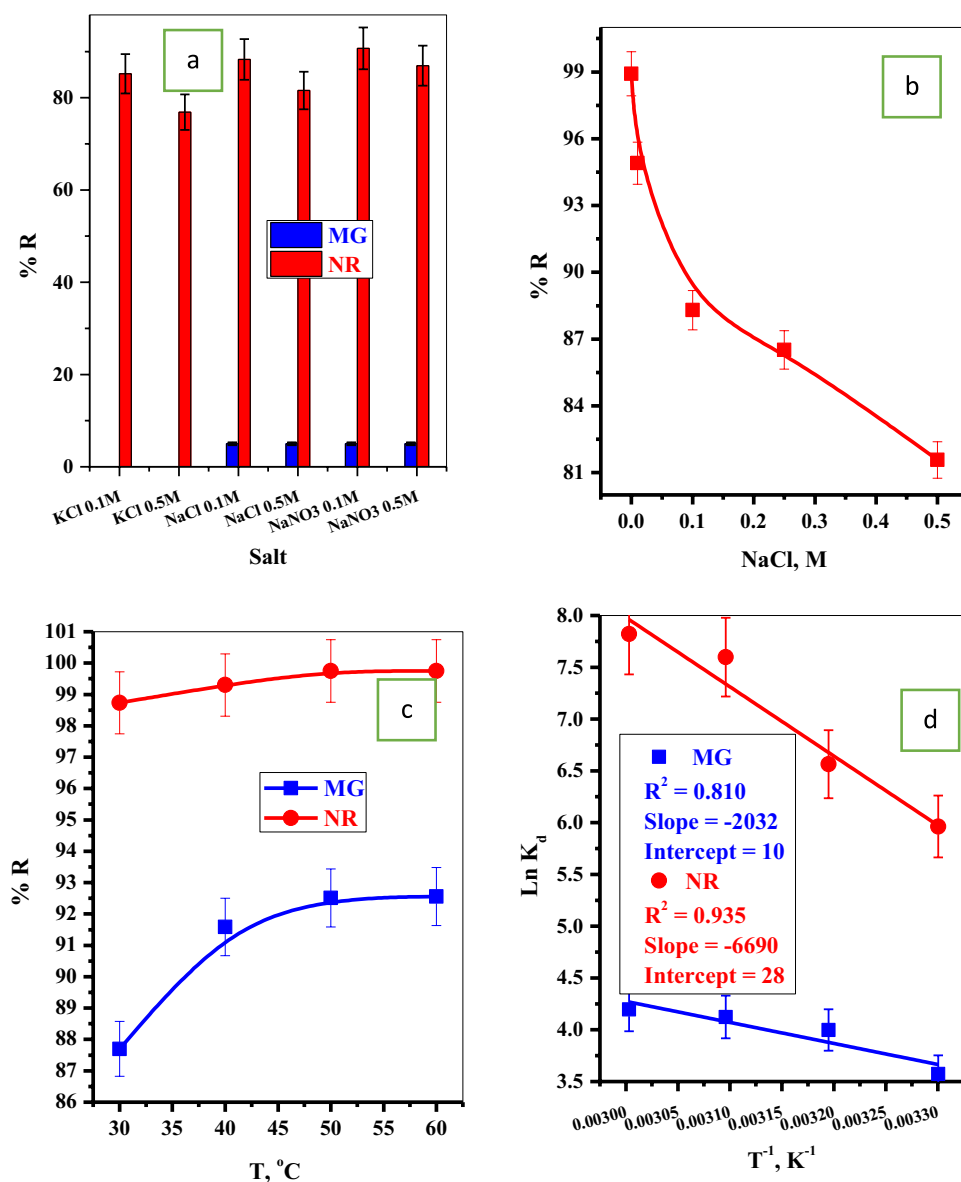 a
80
60
40
20
0
% R
MG
NR
KCl 0.1M
KCl 0.5M
NaCl 0.1M
NaCl 0.5M
NaNO3 0.1M
NaNO3 0.5M
Salt
b
99
96
93
90
87
84
81
% R
0.0 0.1 0.2 0.3 0.4 0.5
NaCl, M
c
101
100
99
98
97
96
95
94
93
92
91
90
89
88
87
86
% R
MG
NR
30 35 40 45 50 55 60
T, °C
d
8.0
7.5
7.0
6.5
6.0
5.5
5.0
4.5
4.0
3.5
Ln K_d
MG
R² = 0.810
Slope = -2032
Intercept = 10
NR
R² = 0.935
Slope = -6690
Intercept = 28
0.00300 0.00305 0.00310 0.00315 0.00320 0.00325 0.00330
T⁻¹, K⁻¹